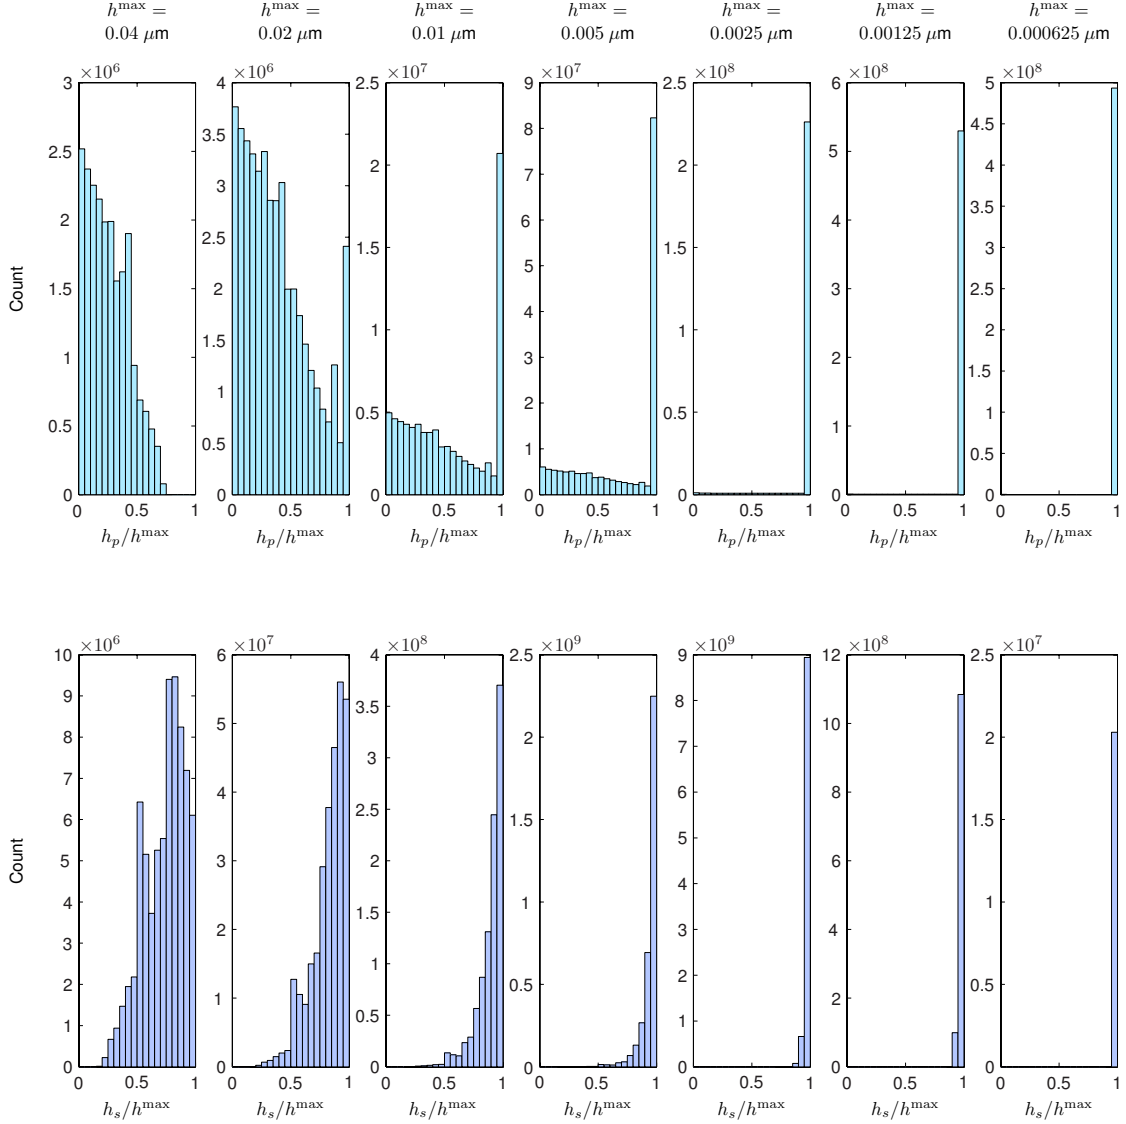 h^max = h^max = h^max = h^max = h^max = h^max = h^max =
0.04 μm 0.02 μm 0.01 μm 0.005 μm 0.0025 μm 0.00125 μm 0.000625 μm
×10^6 ×10^6 ×10^7 ×10^7 ×10^8 ×10^8 ×10^8
3 2.5 2 1.5 1 0.5 0
4 3.5 3 2.5 2 1.5 1 0.5 0
2.5 2 1.5 1 0.5 0
9 8 7 6 5 4 3 2 1 0
2.5 2 1.5 1 0.5 0
6 5 4 3 2 1 0
5 4.5 4 3.5 3 2.5 2 1.5 1 0.5 0
Count
0 0.5 1 0 0.5 1 0 0.5 1 0 0.5 1 0 0.5 1 0 0.5 1 0 0.5 1
h_p/h^max h_p/h^max h_p/h^max h_p/h^max h_p/h^max h_p/h^max h_p/h^max
×10^6 ×10^7 ×10^8 ×10^9 ×10^9 ×10^8 ×10^7
10 9 8 7 6 5 4 3 2 1 0
6 5 4 3 2 1 0
4 3.5 3 2.5 2 1.5 1 0.5 0
2.5 2 1.5 1 0.5 0
9 8 7 6 5 4 3 2 1 0
12 10 8 6 4 2 0
2.5 2 1.5 1 0.5 0
Count
0 0.5 1 0 0.5 1 0 0.5 1 0 0.5 1 0 0.5 1 0 0.5 1 0 0.5 1
h_s/h^max h_s/h^max h_s/h^max h_s/h^max h_s/h^max h_s/h^max h_s/h^max